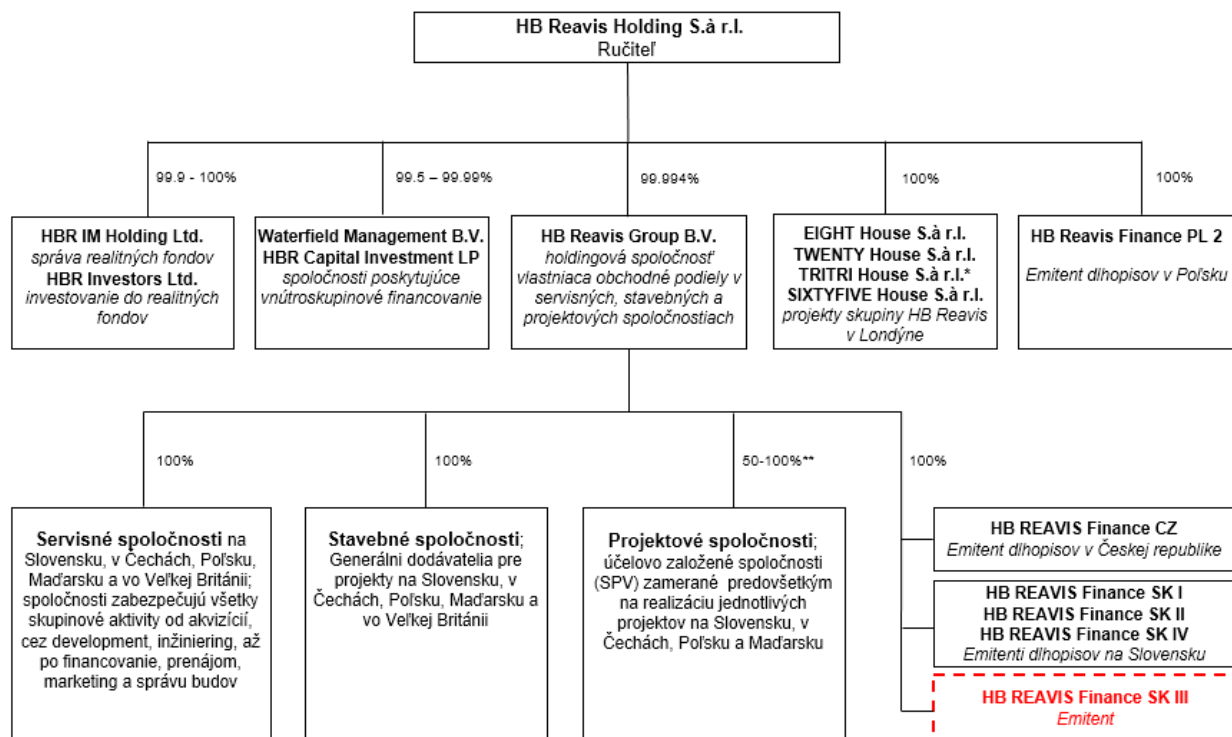 HB Reavis Holding S.à r.l.
Ručiteľ
99.9 - 100%
99.5 – 99.99%
99.994%
100%
100%
HBR IM Holding Ltd.
správa realitných fondov
HBR Investors Ltd.
investovanie do realitných
fondov
Waterfield Management B.V.
HBR Capital Investment LP
spoločnosti poskytujúce
vnútroskupinové financovanie
HB Reavis Group B.V.
holdingová spoločnosť
vlastniaca obchodné podiely v
servisných, stavebných a
projektových spoločnostiach
EIGHT House S.à r.l.
TWENTY House S.à r.l.
TRITRI House S.à r.l.*
SIXTYFIVE House S.à r.l.
projekty skupiny HB Reavis
v Londýne
HB Reavis Finance PL 2
Emitent dlhopisov v Poľsku
100%
100%
50-100%**
100%
Servisné spoločnosti na
Slovensku, v Čechách, Poľsku,
Maďarsku a vo Veľkej Británii;
spoločnosti zabezpečujú všetky
skupinové aktivity od akvizícií,
cez development, inžiniering, až
po financovanie, prenájom,
marketing a správu budov
Stavebné spoločnosti;
Generálni dodávatelia pre
projekty na Slovensku, v
Čechách, Poľsku, Maďarsku a
vo Veľkej Británii
Projektové spoločnosti;
účelovo založené spoločnosti
(SPV) zamerané predovšetkým
na realizáciu jednotlivých
projektov na Slovensku, v
Čechách, Poľsku a Maďarsku
HB REAVIS Finance CZ
Emitent dlhopisov v Českej republike
HB REAVIS Finance SK I
HB REAVIS Finance SK II
HB REAVIS Finance SK IV
Emitenti dlhopisov na Slovensku
HB REAVIS Finance SK III
Emitent